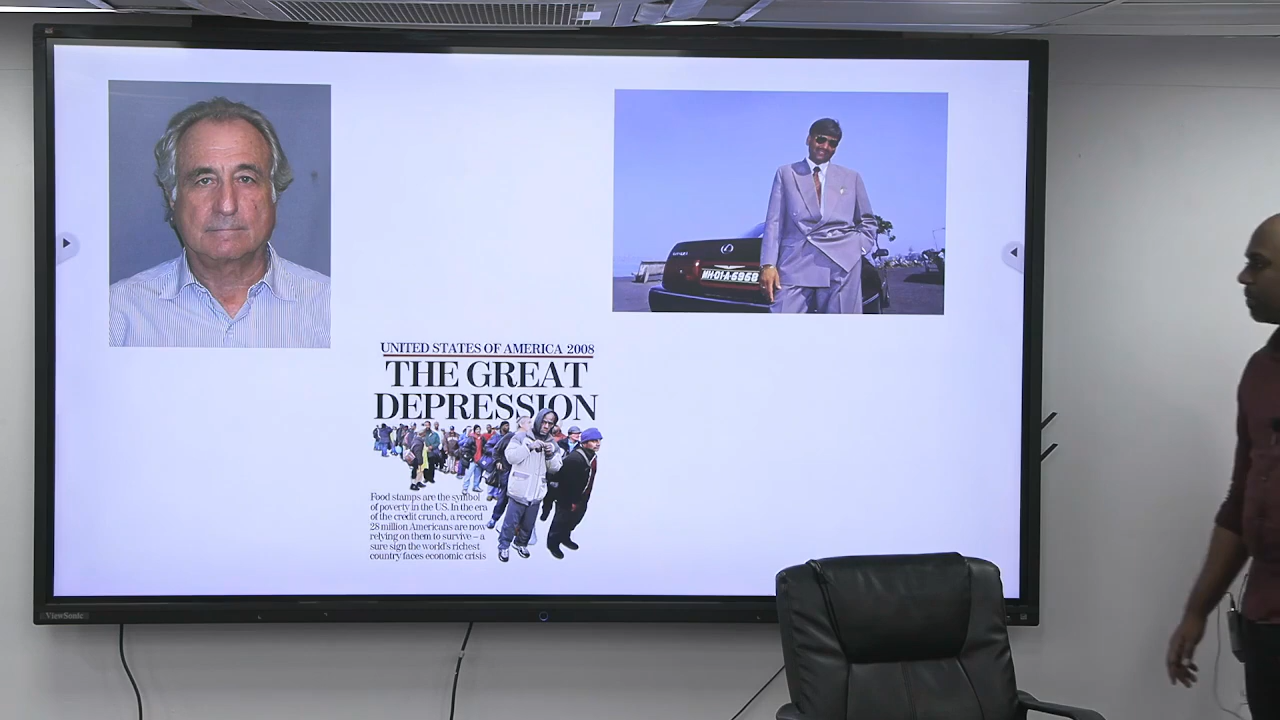 MH-01-A-6969
UNITED STATES OF AMERICA 2008
THE GREAT
DEPRESSION
Food stamps are the symbol
of poverty in the US. In the era
of the credit crunch, a record
28 million Americans are now
relying on them to survive – a
sure sign the world's richest
country faces economic crisis
ViewSonic